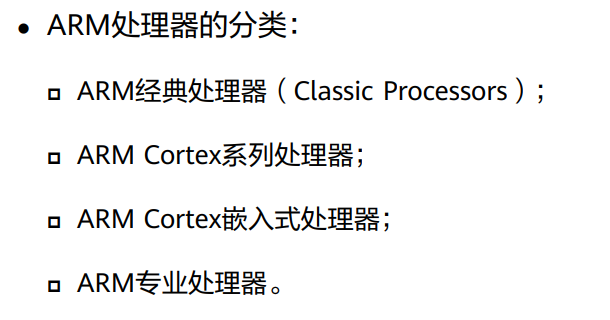 • ARM处理器的分类：
▫ ARM经典处理器（Classic Processors）；
▫ ARM Cortex系列处理器；
▫ ARM Cortex嵌入式处理器；
▫ ARM专业处理器。